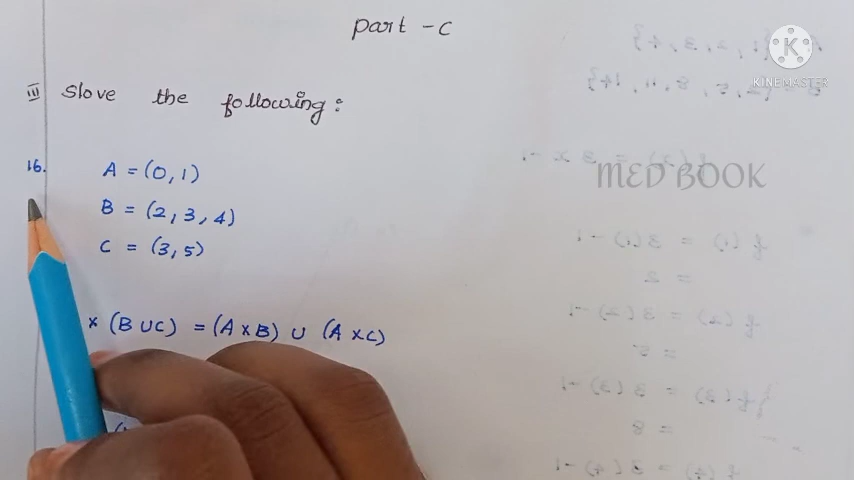 Part - C
III Slove the following:
16. A = (0, 1)
B = (2, 3, 4)
C = (3, 5)
× (B ∪ C) = (A × B) ∪ (A × C)
KINEMASTER
MED BOOK